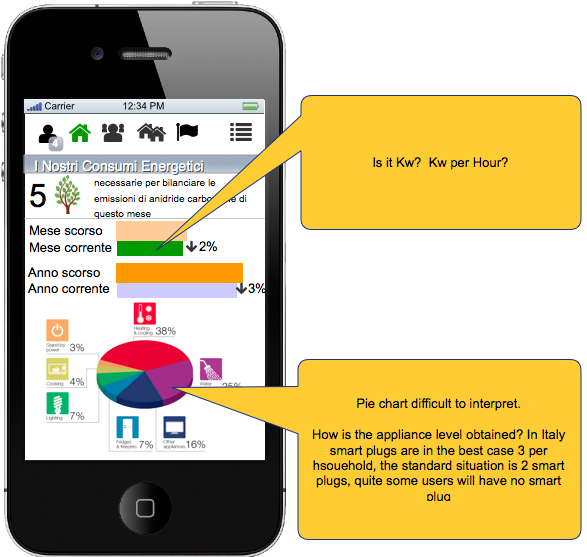 Carrier 12:34 PM
4
I Nostri Consumi Energetici
5 necessarie per bilanciare le
emissioni di anidride carbo e di
questo mese
Mese scorso
Mese corrente 2%
Anno scorso
Anno corrente 3%
Heating
& cooling 38%
Stand-by
power 3%
Cooking 4%
Water 25%
Lighting 7%
Fridges
& freezers 7%
Other
appliances 16%
Is it Kw? Kw per Hour?
Pie chart difficult to interpret.
How is the appliance level obtained? In Italy
smart plugs are in the best case 3 per
hsouehold, the standard situation is 2 smart
plugs, quite some users will have no smart
plug